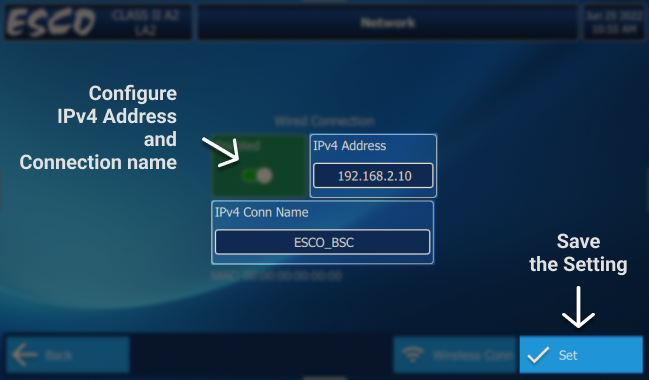 ESCO
CLASS II A2
LA2
Network
Jun 25 2022
10:55 AM
Configure
IPv4 Address
and
Connection name
Wired Connection
IPv4 Address
192.168.2.10
IPv4 Conn Name
ESCO_BSC
MAC: 00:00:00:00:00:00
Save
the Setting
Back
Wireless Conn
Set